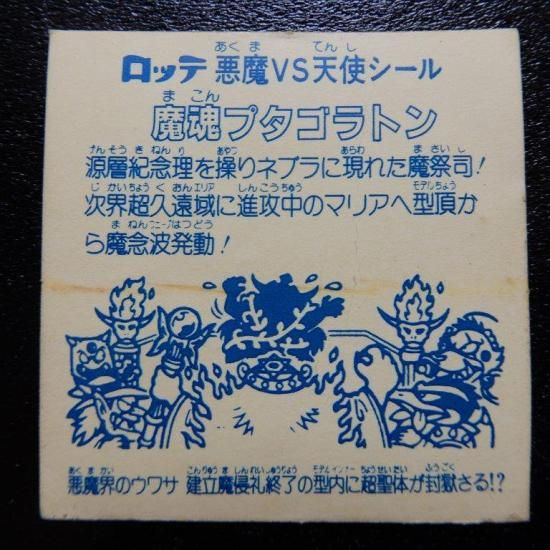 ロッテ 悪魔VS天使シール
魔魂プタゴラトン
源層紀念理を操りネブラに現れた魔祭司!
次界超久遠域に進攻中のマリアへ型頂か
ら魔念波発動!
悪魔界のウワサ 建立魔侵礼終了の型内に超聖体が封獄さる!?